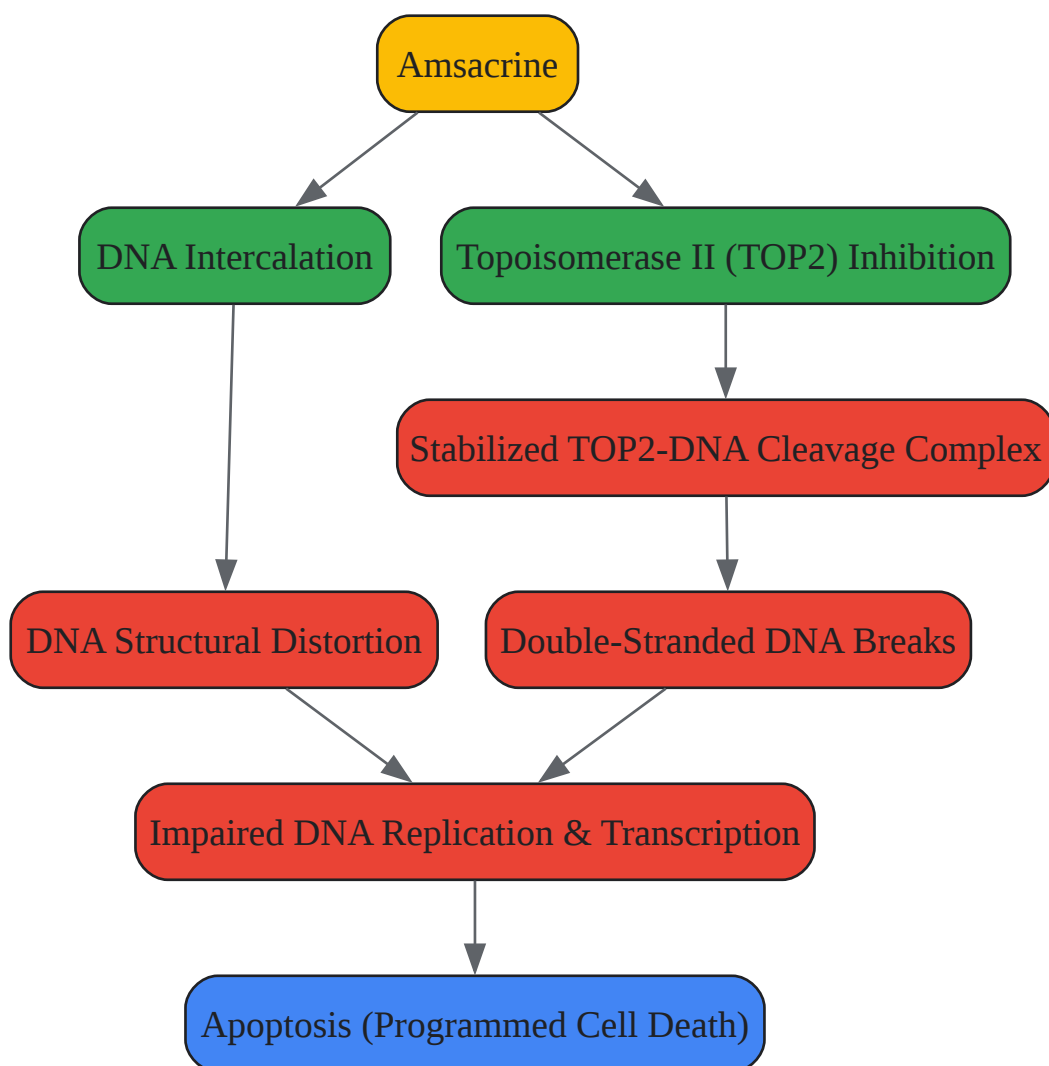 Amsacrine
DNA Intercalation
Topoisomerase II (TOP2) Inhibition
Stabilized TOP2-DNA Cleavage Complex
DNA Structural Distortion
Double-Stranded DNA Breaks
Impaired DNA Replication & Transcription
Apoptosis (Programmed Cell Death)